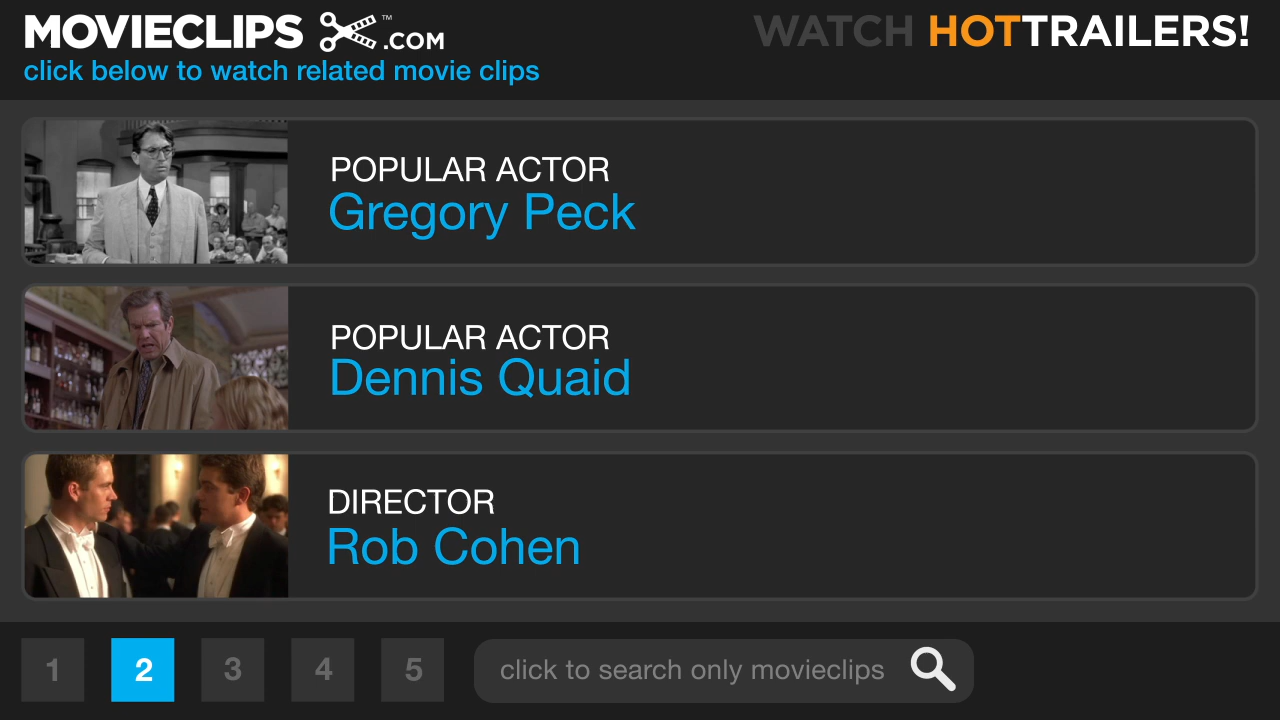 MOVIECLIPS ™ .COM
WATCH HOTTRAILERS!
click below to watch related movie clips
POPULAR ACTOR
Gregory Peck
POPULAR ACTOR
Dennis Quaid
DIRECTOR
Rob Cohen
1 2 3 4 5
click to search only movieclips